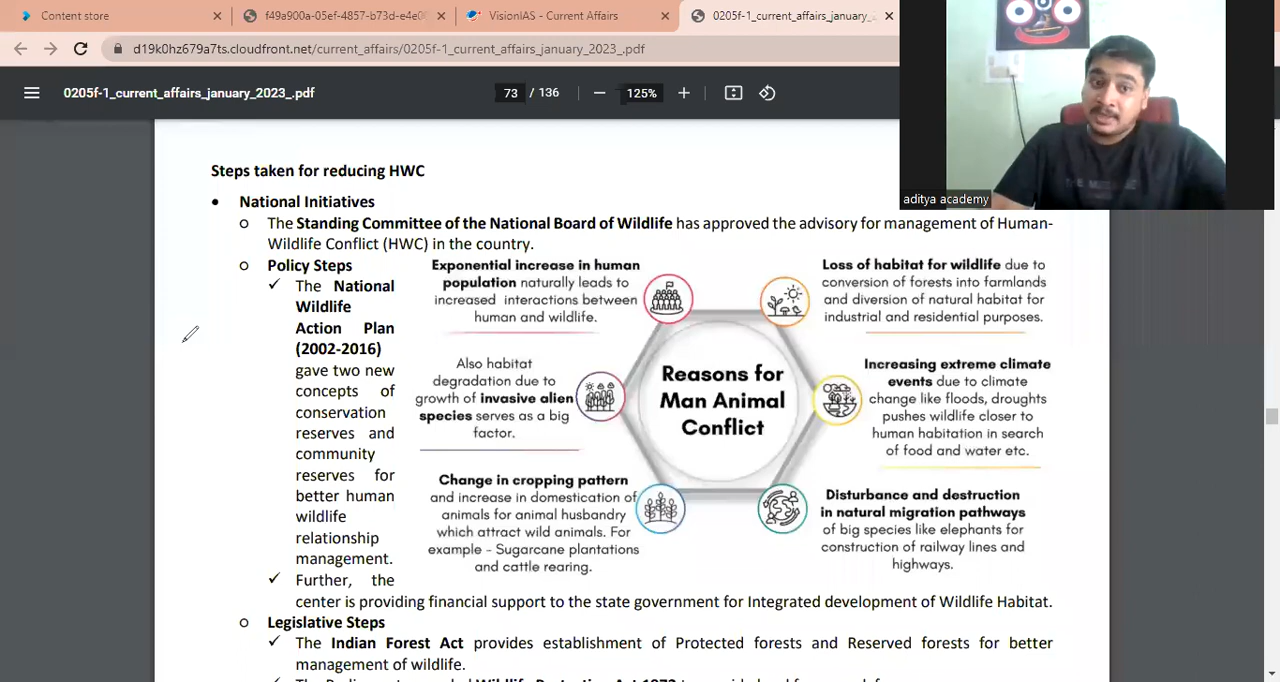 Content store
f49a900a-05ef-4857-b73d-e4e0
VisionIAS - Current Affairs
0205f-1_current_affairs_january_
d19k0hz679a7ts.cloudfront.net/current_affairs/0205f-1_current_affairs_january_2023_.pdf
0205f-1_current_affairs_january_2023_.pdf
73 / 136
125%
aditya academy
Steps taken for reducing HWC
National Initiatives
The Standing Committee of the National Board of Wildlife has approved the advisory for management of Human-
Wildlife Conflict (HWC) in the country.
Policy Steps
The National
Wildlife
Action Plan
(2002-2016)
gave two new
concepts of
conservation
reserves and
community
reserves for
better human
wildlife
relationship
management.
Exponential increase in human
population naturally leads to
increased interactions between
human and wildlife.
Also habitat
degradation due to
growth of invasive alien
species serves as a big
factor.
Change in cropping pattern
and increase in domestication of
animals for animal husbandry
which attract wild animals. For
example - Sugarcane plantations
and cattle rearing.
Reasons for
Man Animal
Conflict
Loss of habitat for wildlife due to
conversion of forests into farmlands
and diversion of natural habitat for
industrial and residential purposes.
Increasing extreme climate
events due to climate
change like floods, droughts
pushes wildlife closer to
human habitation in search
of food and water etc.
Disturbance and destruction
in natural migration pathways
of big species like elephants for
construction of railway lines and
highways.
Further, the
center is providing financial support to the state government for Integrated development of Wildlife Habitat.
Legislative Steps
The Indian Forest Act provides establishment of Protected forests and Reserved forests for better
management of wildlife.